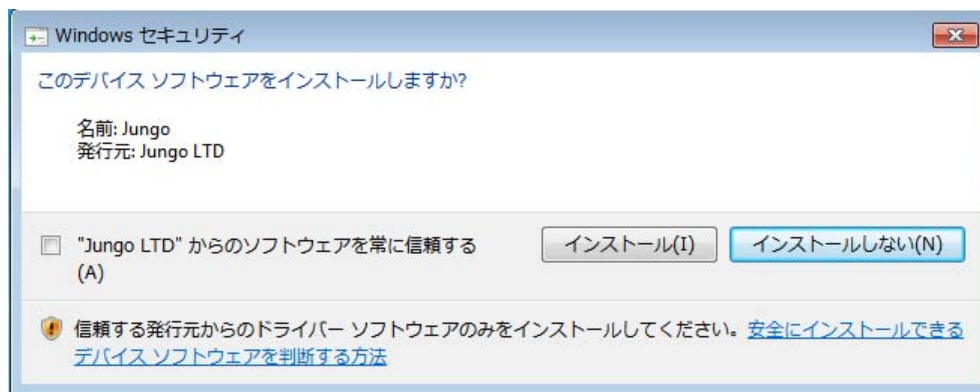 Windows セキュリティ
このデバイス ソフトウェアをインストールしますか?
名前: Jungo
発行元: Jungo LTD
"Jungo LTD" からのソフトウェアを常に信頼する
(A)
インストール(I)
インストールしない(N)
信頼する発行元からのドライバー ソフトウェアのみをインストールしてください。安全にインストールできる
デバイス ソフトウェアを判断する方法